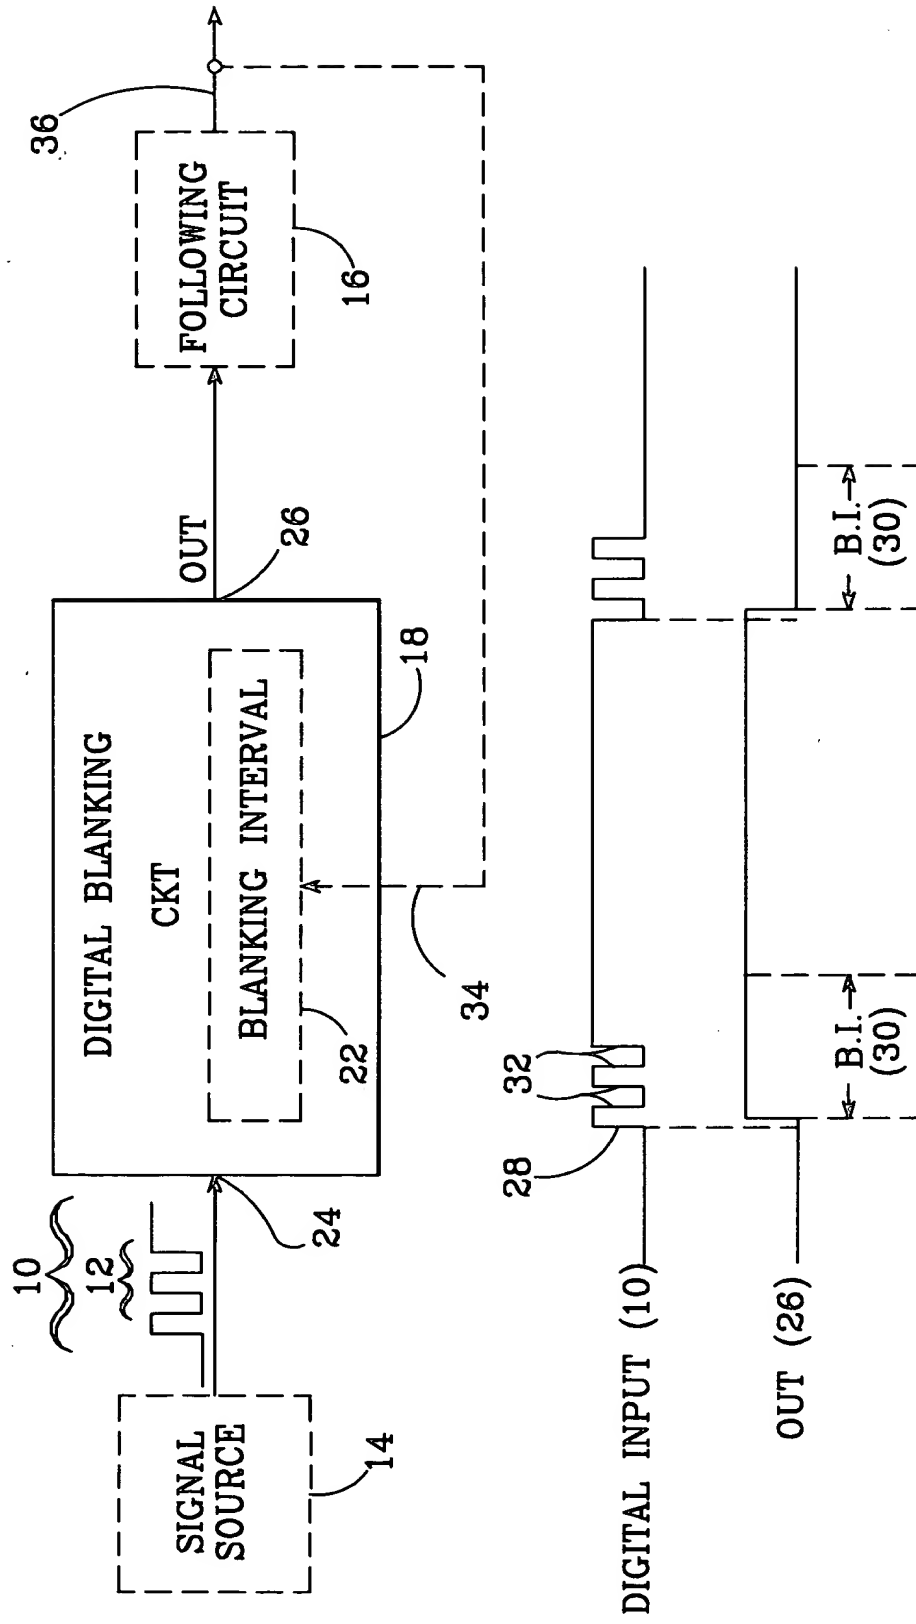 10
12
SIGNAL
SOURCE
14
24
DIGITAL BLANKING
CKT
BLANKING INTERVAL
22
18
OUT
26
FOLLOWING
CIRCUIT
16
36
34
DIGITAL INPUT (10)
28
32
OUT (26)
B.I.
(30)
B.I.
(30)